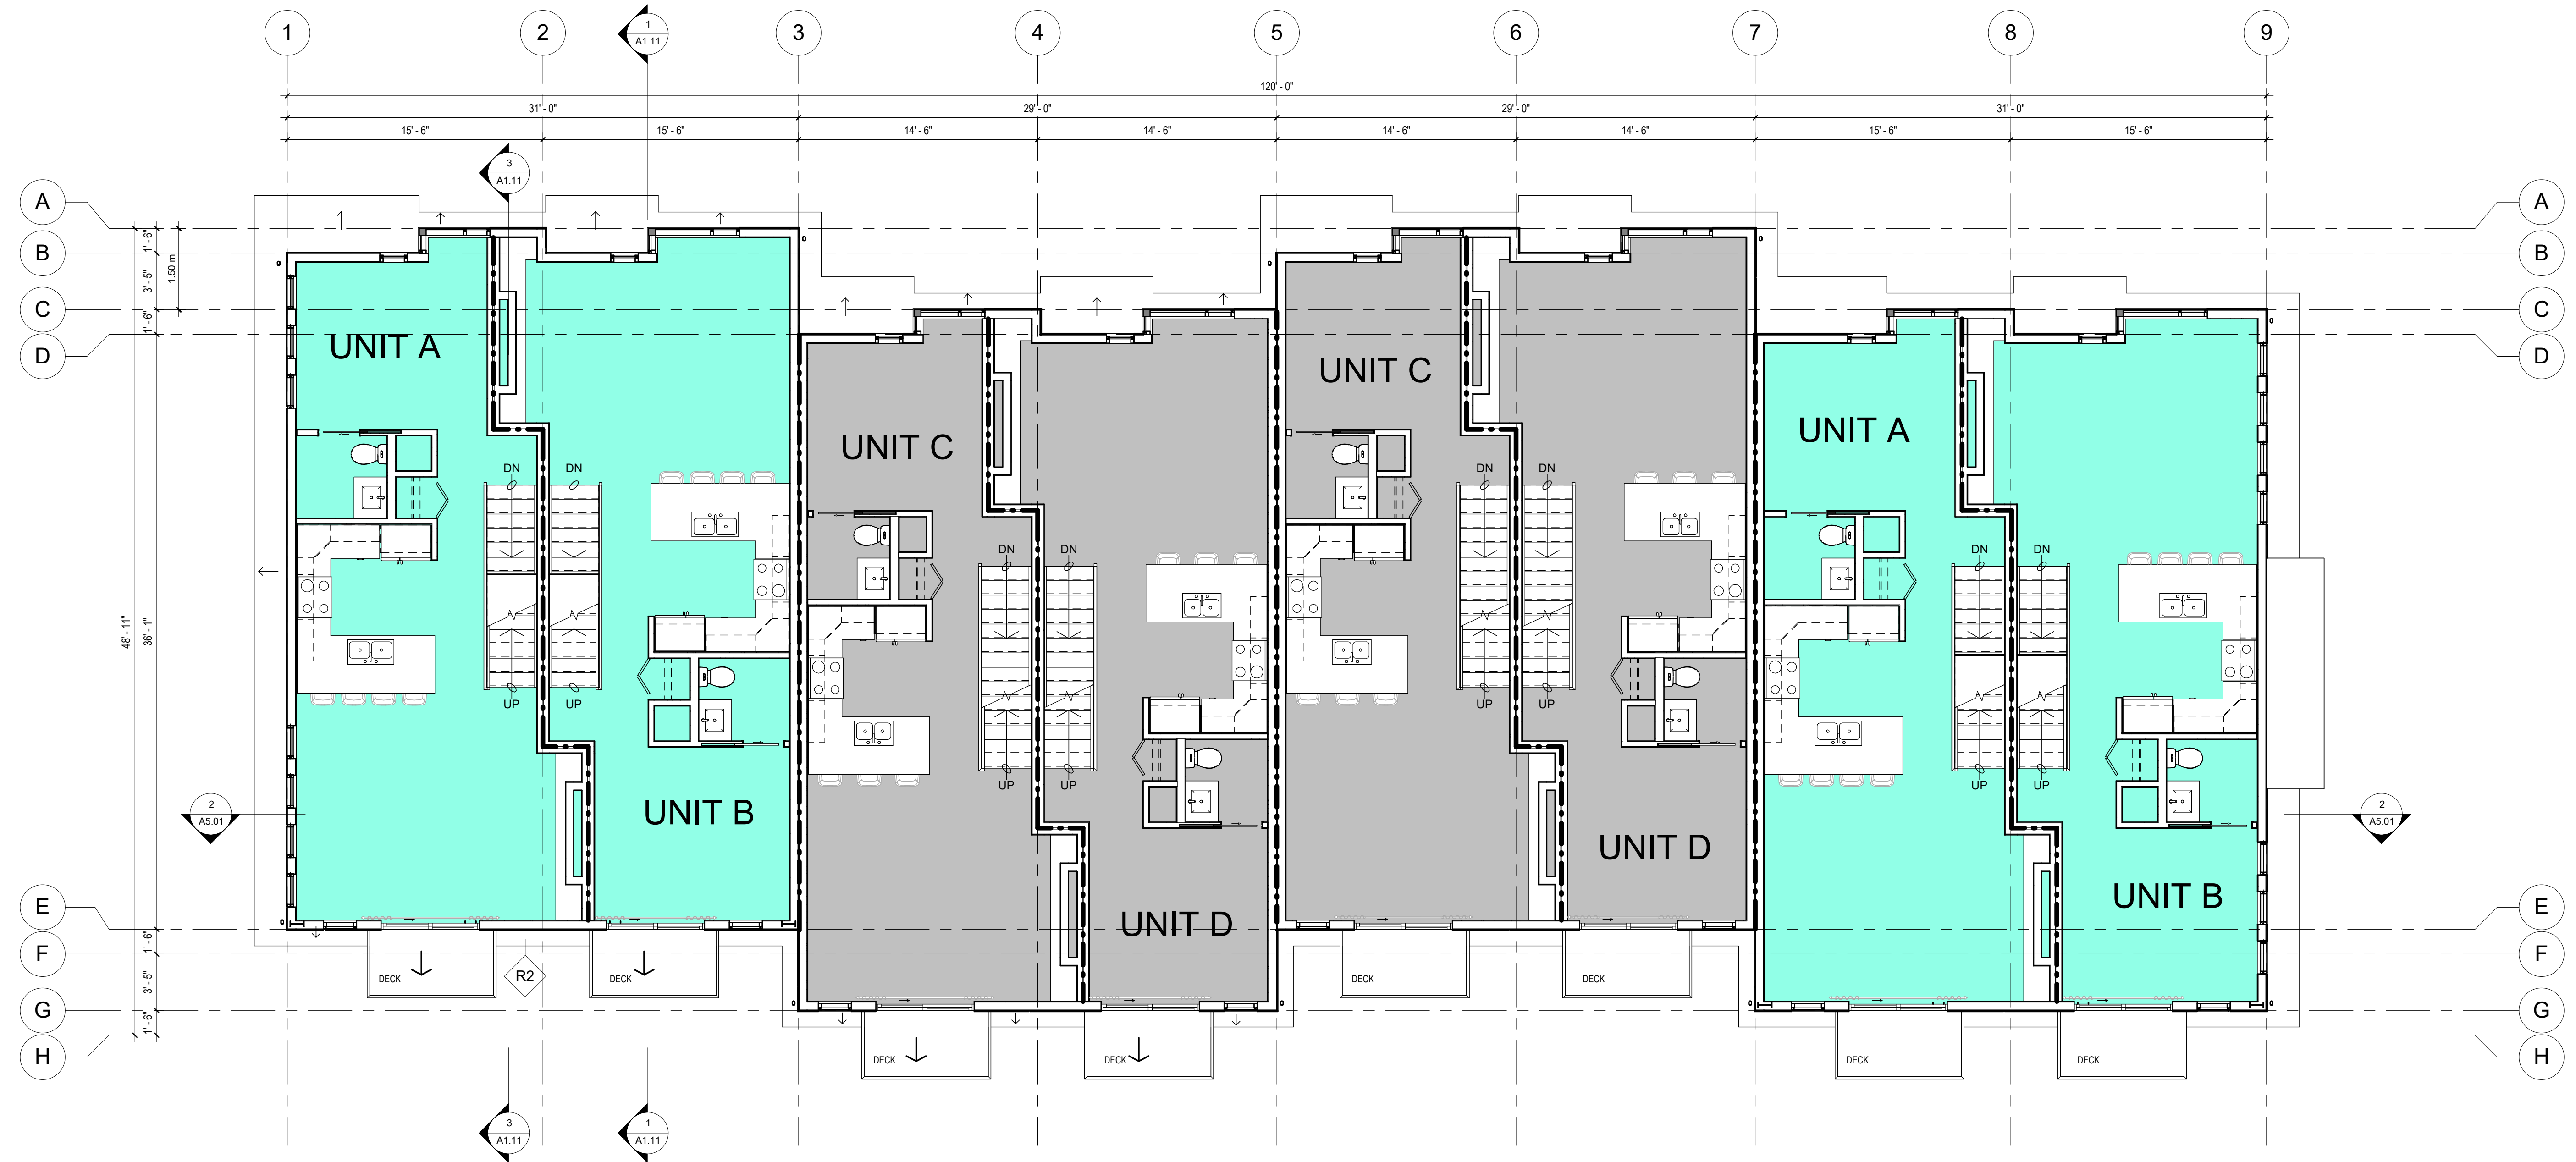 1 2 3 4 5 6 7 8 9
1
A1.11
120' - 0"
31' - 0" 29' - 0" 29' - 0" 31' - 0"
15' - 6" 15' - 6" 14' - 6" 14' - 6" 14' - 6" 14' - 6" 15' - 6" 15' - 6"
3
A1.11
A A
B B
C C
D D
1' - 6"
3' - 5"
1' - 6"
1.50 m
48' - 11"
36' - 1"
1' - 6"
3' - 5"
1' - 6"
UNIT A
DN DN
UP UP
UNIT B
UNIT C
DN DN
UP UP
UNIT D
UNIT C
DN DN
UP UP
UNIT D
UNIT A
DN DN
UP UP
UNIT B
2
A5.01
2
A5.01
E E
F F
G G
H H
DECK R2 DECK DECK DECK
DECK DECK DECK DECK
3
A1.11
1
A1.11